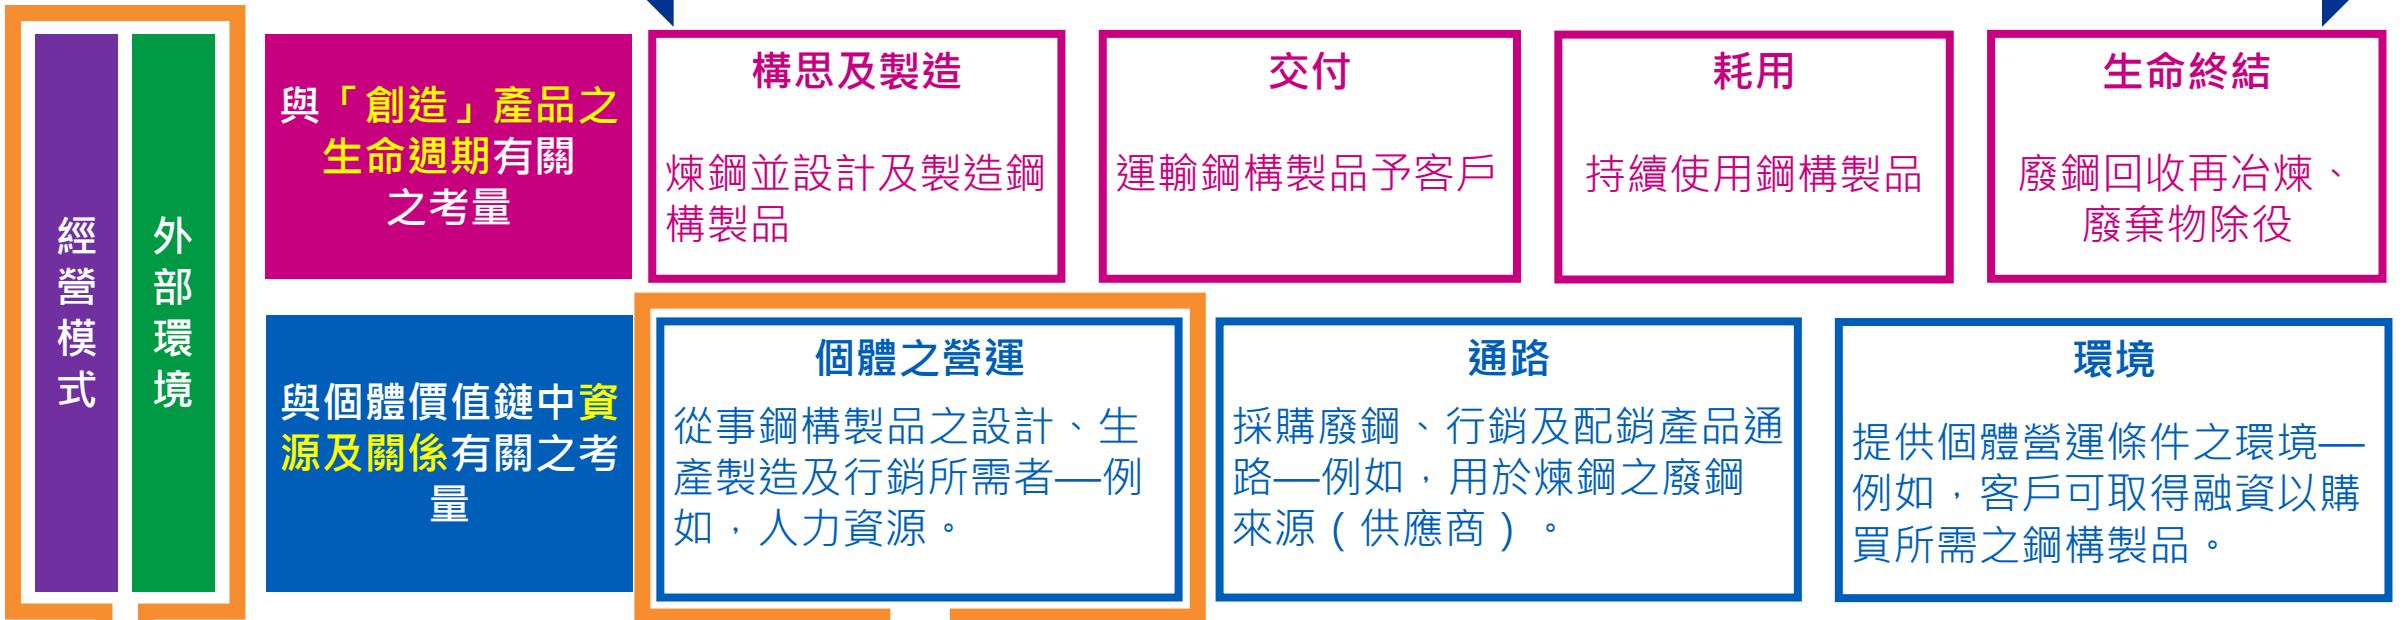 經營模式
外部環境
與「創造」產品之
生命週期有關
之考量
構思及製造
煉鋼並設計及製造鋼
構製品
交付
運輸鋼構製品予客戶
耗用
持續使用鋼構製品
生命終結
廢鋼回收再冶煉、
廢棄物除役
與個體價值鏈中資
源及關係有關之考
量
個體之營運
從事鋼構製品之設計、生
產製造及行銷所需者—例
如，人力資源。
通路
採購廢鋼、行銷及配銷產品通
路—例如，用於煉鋼之廢鋼
來源（供應商）。
環境
提供個體營運條件之環境—
例如，客戶可取得融資以購
買所需之鋼構製品。